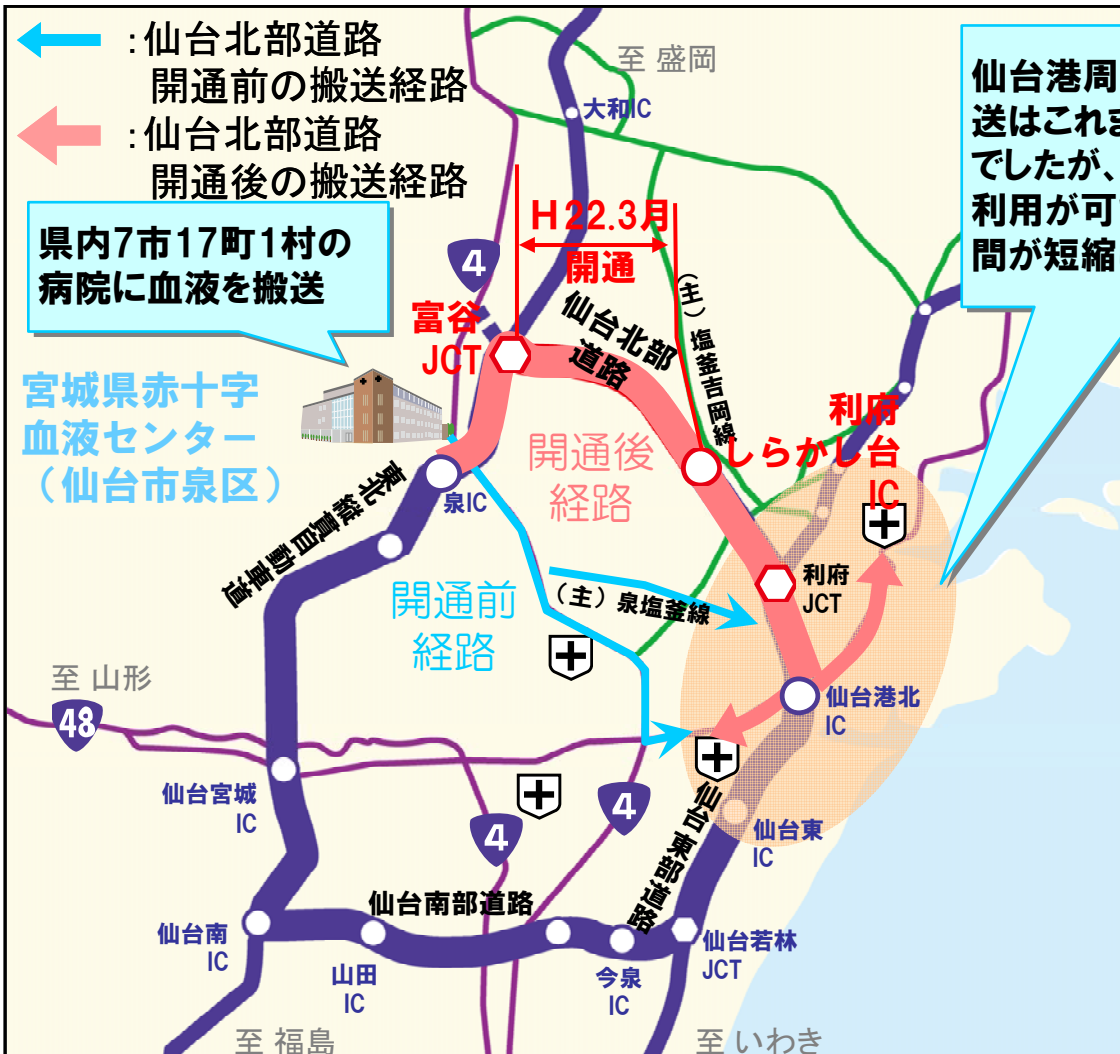 :仙台北部道路
開通前の搬送経路
:仙台北部道路
開通後の搬送経路
至 盛岡
大和IC
仙台港周
送はこれま
でしたが、
利用が可
間が短縮
県内7市17町1村の
病院に血液を搬送
H22.3月
開通
4
富谷
JCT
仙台北部
道路
(主)塩釜吉岡線
宮城県赤十字
血液センター
(仙台市泉区)
利府
しらかし台
IC
開通後
経路
泉IC
東北縦貫自動車道
利府
JCT
(主)泉塩釜線
開通前
経路
至 山形
48
仙台港北
IC
仙台宮城
IC
4
4
仙台東部道路
仙台東
IC
仙台南部道路
仙台南
IC
山田
IC
今泉
IC
仙台若林
JCT
至 福島
至 いわき